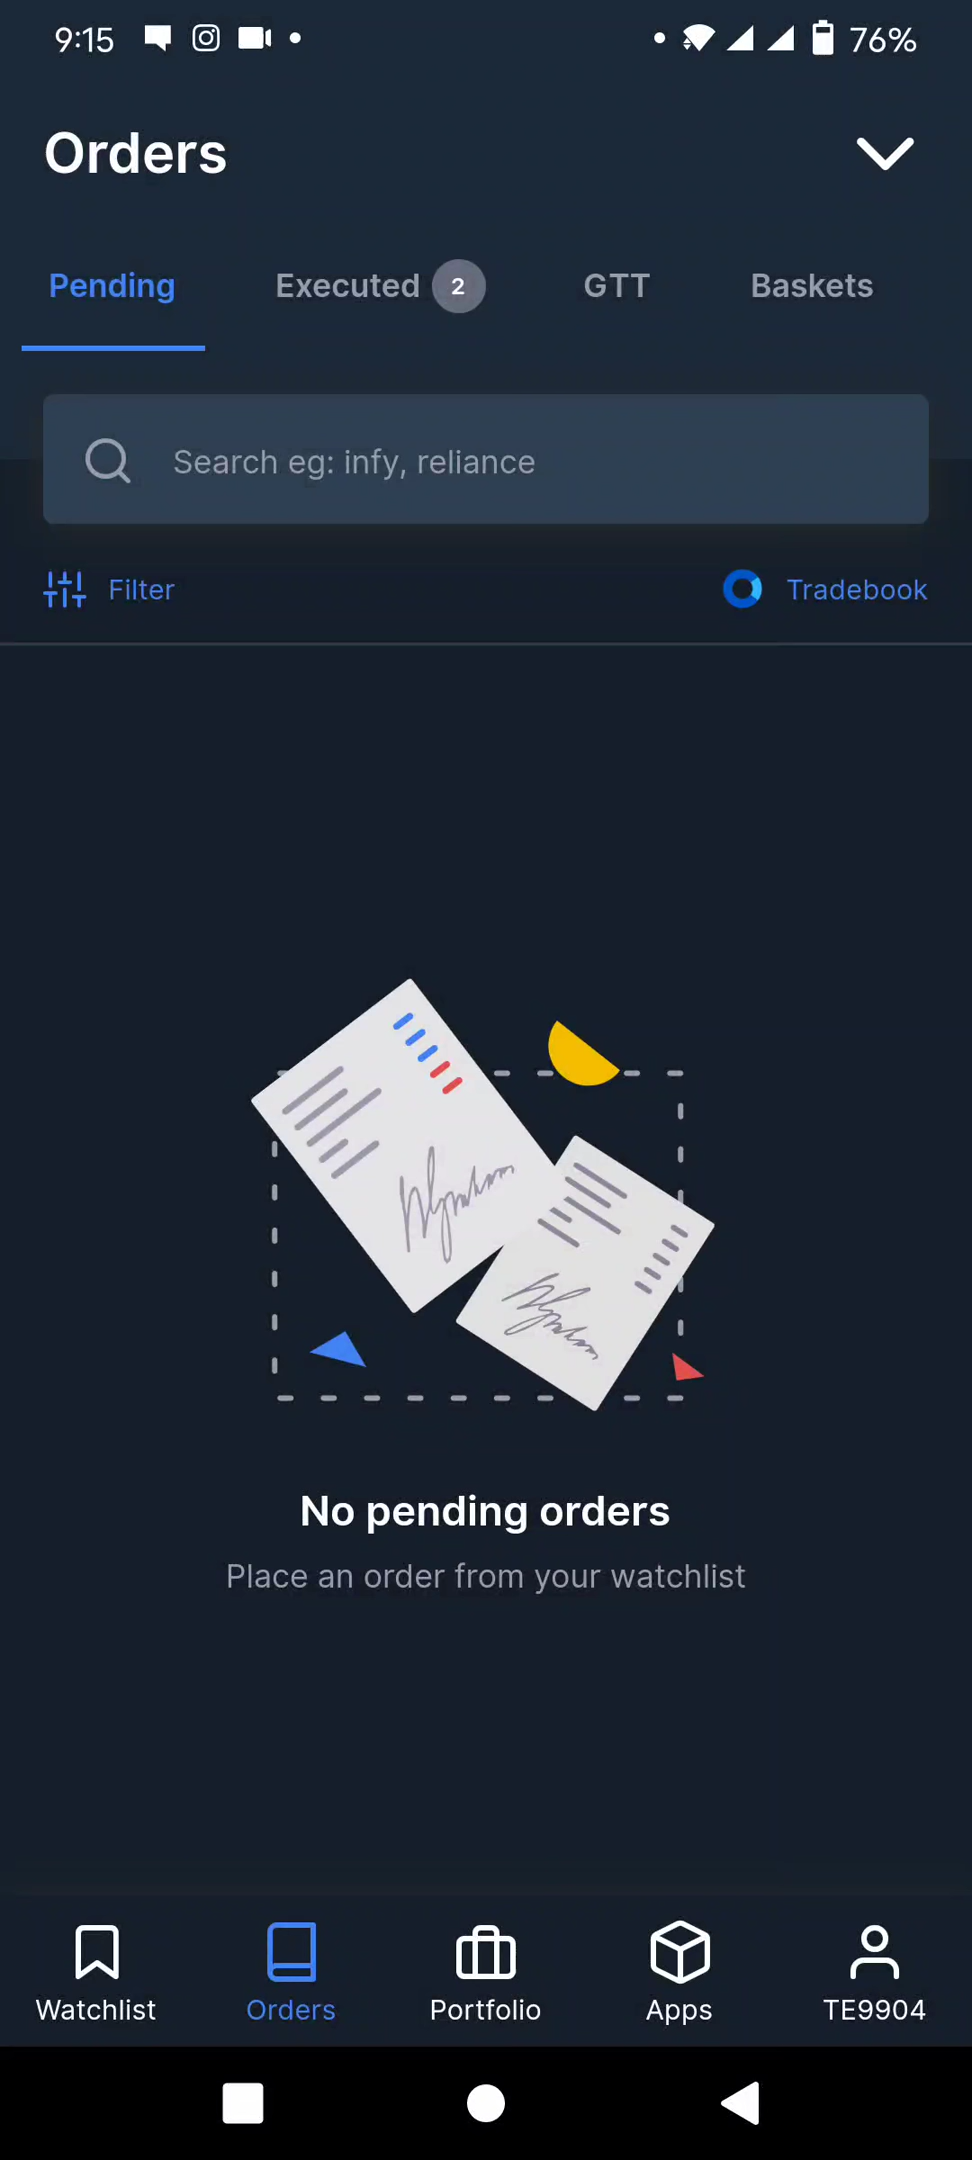 9:15 76%
Orders
Pending Executed 2 GTT Baskets
Search eg: infy, reliance
Filter Tradebook
No pending orders
Place an order from your watchlist
Watchlist Orders Portfolio Apps TE9904